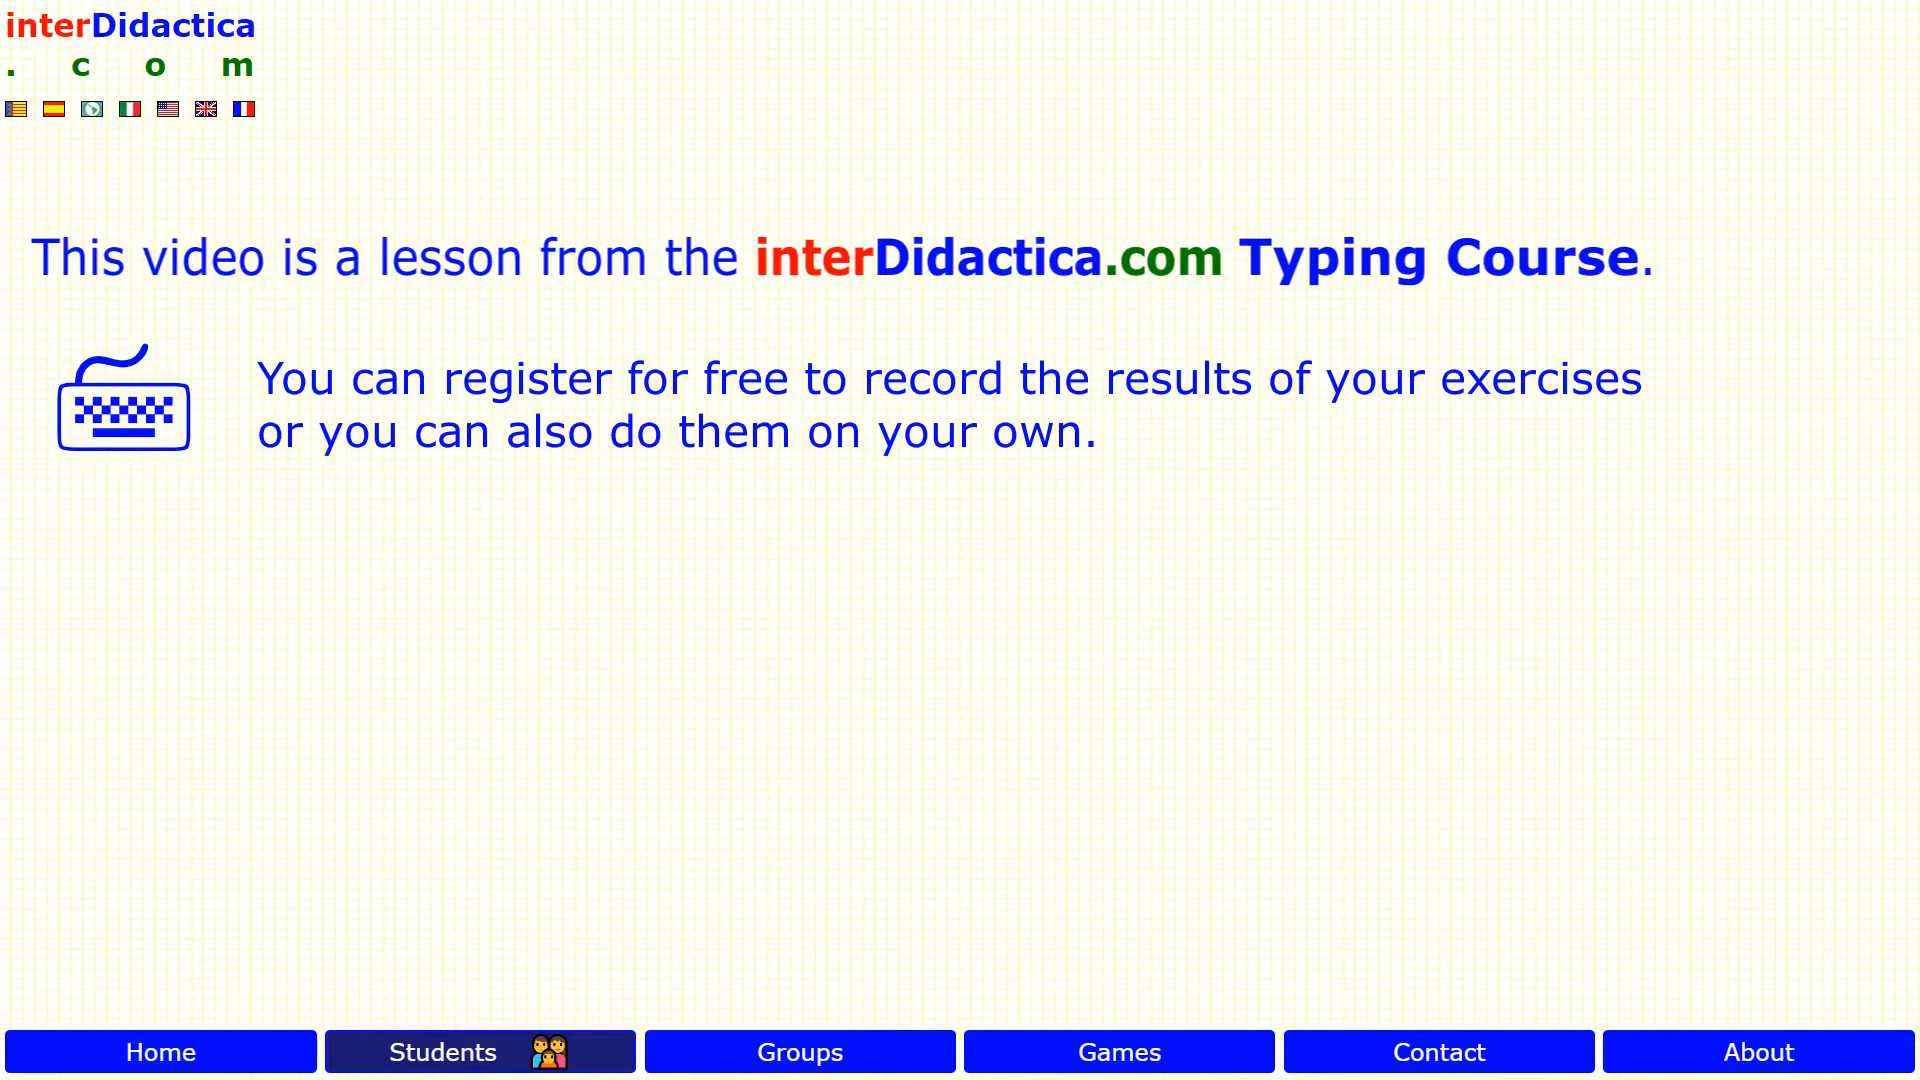 interDidactica
. c o m
This video is a lesson from the interDidactica.com Typing Course.
You can register for free to record the results of your exercises
or you can also do them on your own.
Home
Students
Groups
Games
Contact
About